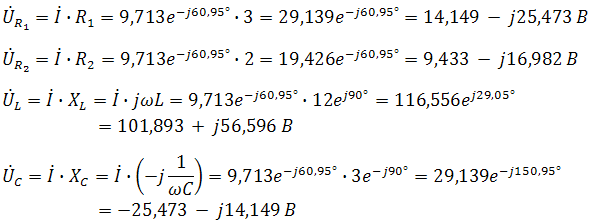 U̇_{R₁} = İ ∙ R₁ = 9,713e^{−j60,95°} ∙ 3 = 29,139e^{−j60,95°} = 14,149 − j25,473 В
U̇_{R₂} = İ ∙ R₂ = 9,713e^{−j60,95°} ∙ 2 = 19,426e^{−j60,95°} = 9,433 − j16,982 В
U̇_L = İ ∙ X_L = İ ∙ jωL = 9,713e^{−j60,95°} ∙ 12e^{j90°} = 116,556e^{j29,05°}
= 101,893 + j56,596 В
U̇_C = İ ∙ X_C = İ ∙ (−j 1/ωC) = 9,713e^{−j60,95°} ∙ 3e^{−j90°} = 29,139e^{−j150,95°}
= −25,473 − j14,149 В